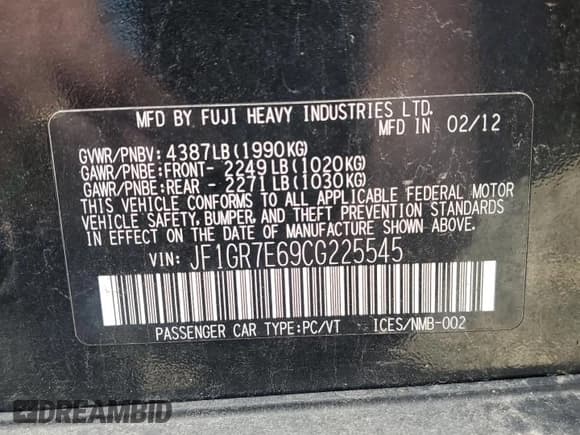 MFD BY FUJI HEAVY INDUSTRIES LTD.
MFD IN 02/12
GVWR/PNBV: 4387LB(1990KG)
GAWR/PNBE:FRONT- 2249LB(1020KG)
GAWR/PNBE:REAR - 2271LB(1030KG)
THIS VEHICLE CONFORMS TO ALL APPLICABLE FEDERAL MOTOR
VEHICLE SAFETY, BUMPER, AND THEFT PREVENTION STANDARDS
IN EFFECT ON THE DATE OF MANUFACTURE SHOWN ABOVE.
VIN: JF1GR7E69CG225545
PASSENGER CAR TYPE:PC/VT ICES/NMB-002
DREAMBID